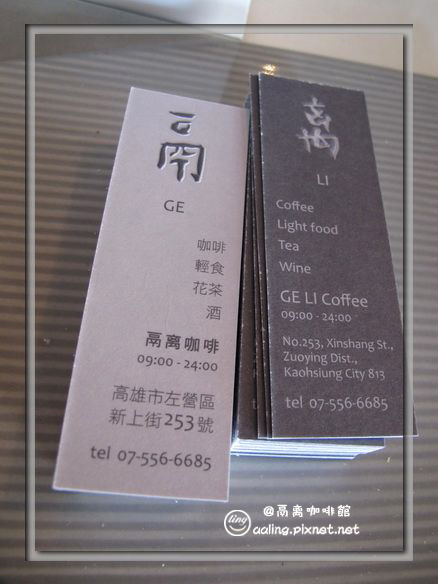 鬲
GE
咖啡
輕食
花茶
酒
鬲离咖啡
09:00 - 24:00
高雄市左營區
新上街253號
tel 07-556-6685
离
LI
Coffee
Light food
Tea
Wine
GE LI Coffee
09:00 - 24:00
No.253, Xinshang St.,
Zuoying Dist.,
Kaohsiung City 813
tel 07-556-6685
@鬲离咖啡館
ling
aaling.pixnet.net